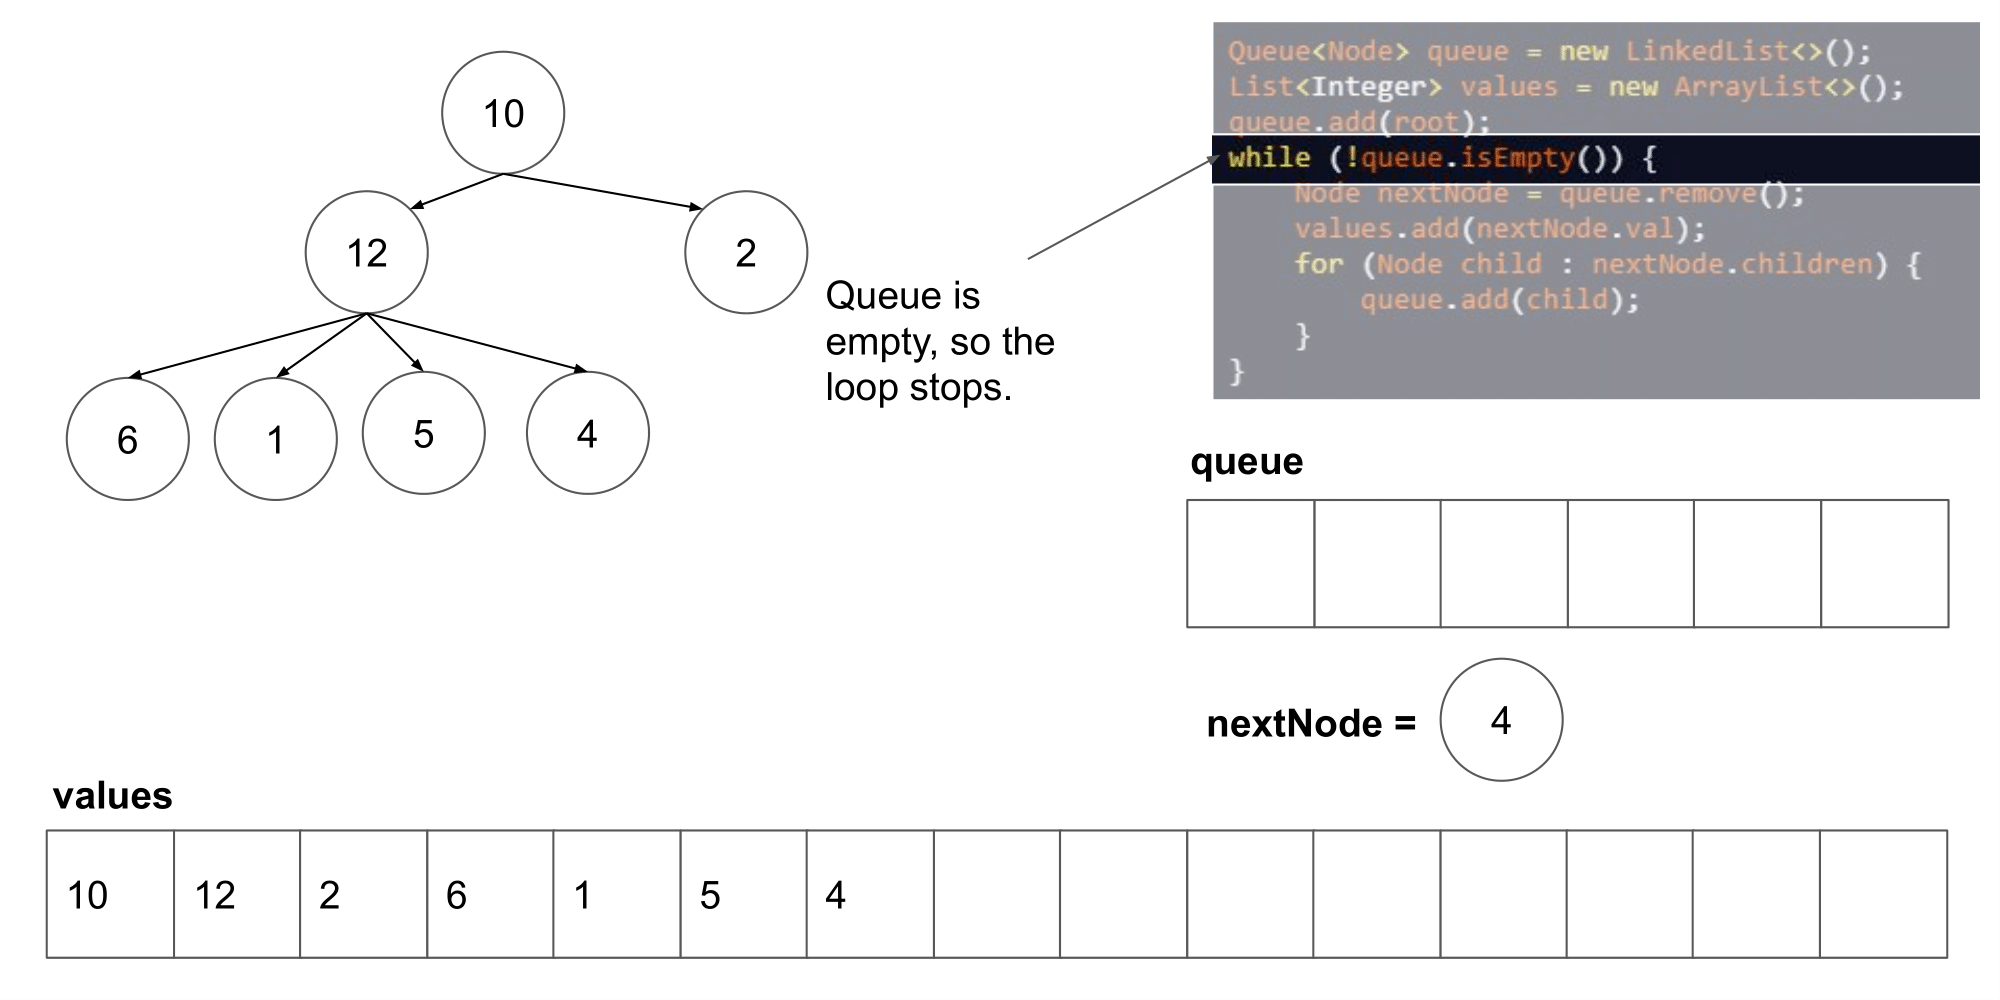 10
12
2
6
1
5
4
Queue is
empty, so the
loop stops.
Queue<Node> queue = new LinkedList<>();
List<Integer> values = new ArrayList<>();
queue.add(root);
while (!queue.isEmpty()) {
    Node nextNode = queue.remove();
    values.add(nextNode.val);
    for (Node child : nextNode.children) {
        queue.add(child);
    }
}
queue
nextNode =
4
values
10 12 2 6 1 5 4